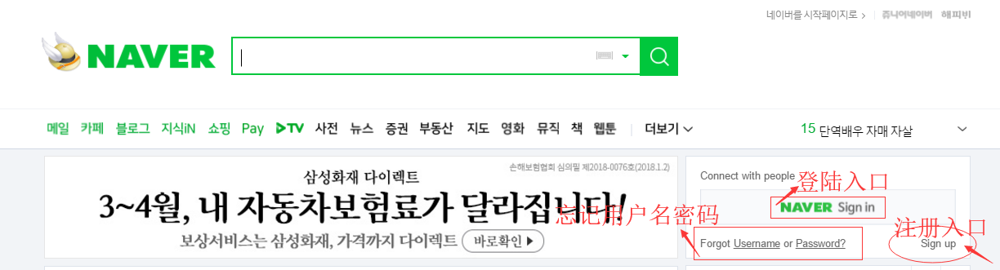 네이버를 시작페이지로 > 쥬니어네이버 해피빈
NAVER
메일 카페 블로그 지식iN 쇼핑 Pay TV 사전 뉴스 증권 부동산 지도 영화 뮤직 책 웹툰 더보기
15 단역배우 자매 자살
손해보험협회 심의필 제2018-0076호(2018.1.2)
삼성화재 다이렉트
3~4월, 내 자동차보험료가 달라집니다!
보상서비스는 삼성화재, 가격까지 다이렉트 바로확인
Connect with people
登陆入口
NAVER Sign in
忘记用户名密码
注册入口
Forgot Username or Password?
Sign up